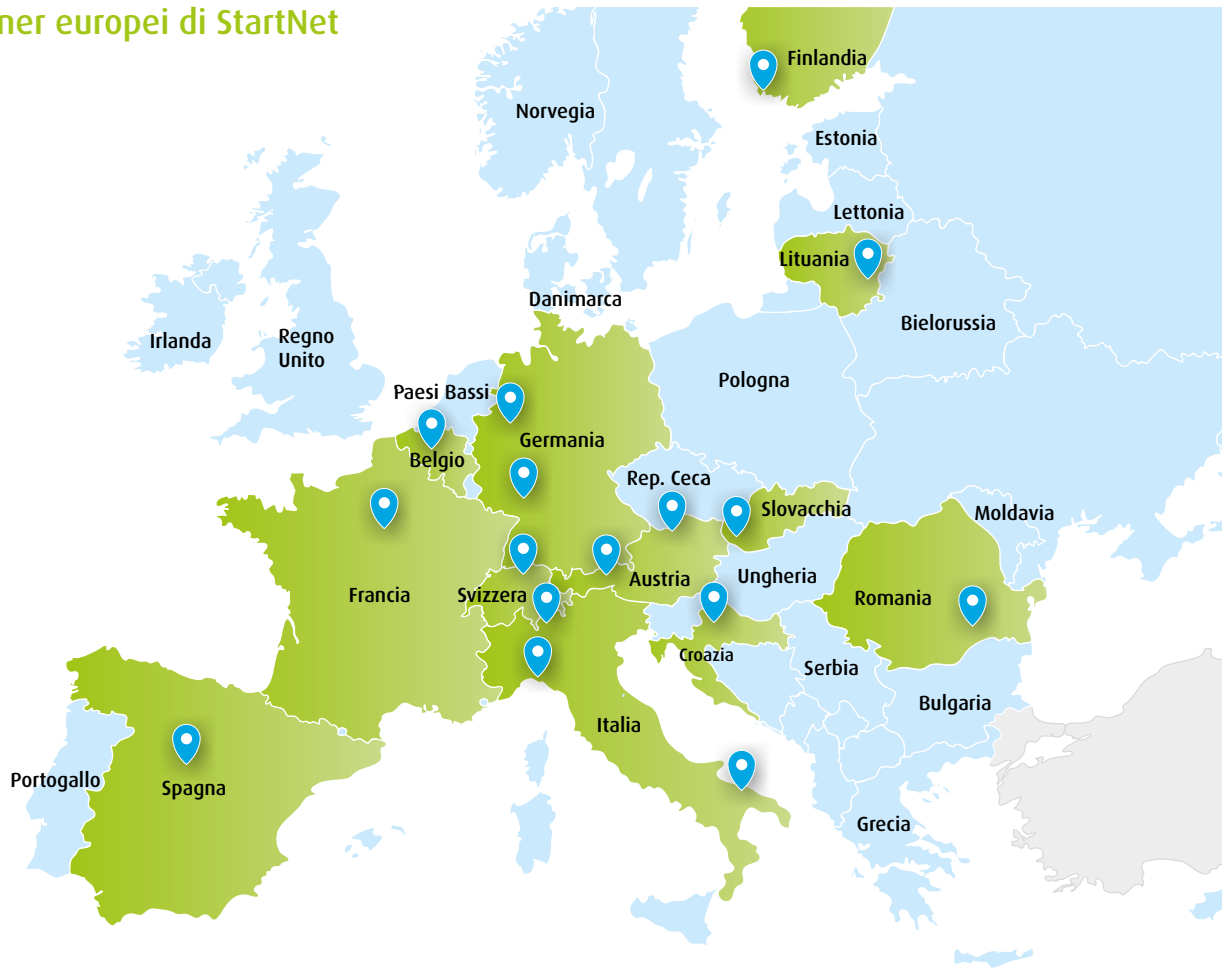 ner europei di StartNet
Finlandia
Norvegia
Estonia
Lettonia
Lituania
Danimarca
Bielorussia
Irlanda
Regno
Unito
Pologna
Paesi Bassi
Germania
Belgio
Rep. Ceca
Slovacchia
Moldavia
Austria
Ungheria
Francia
Svizzera
Romania
Croazia
Serbia
Bulgaria
Italia
Portogallo
Spagna
Grecia